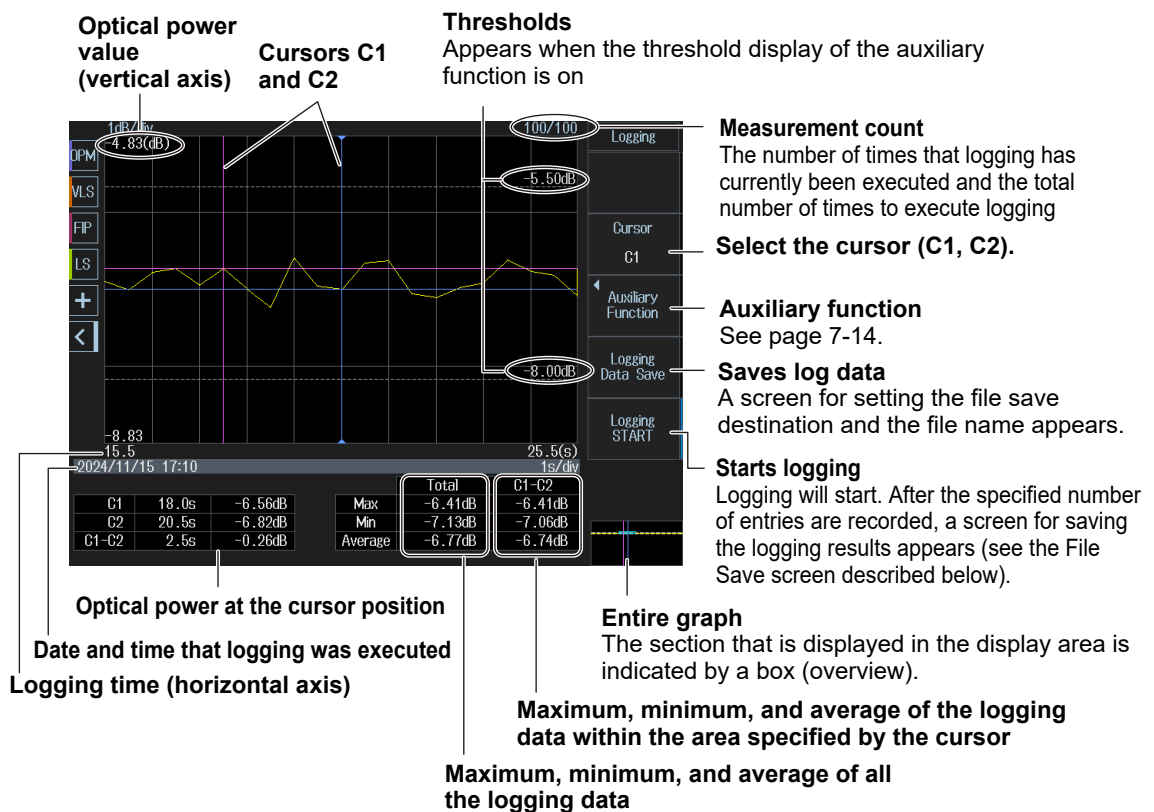 Optical power
value
(vertical axis)
Cursors C1
and C2
Thresholds
Appears when the threshold display of the auxiliary
function is on
1dB/div
-4.83(dB)
100/100
-5.50dB
-8.00dB
-8.83
15.5
25.5(s)
2024/11/15 17:10
1s/div
OPM
VLS
FIP
LS
+
<
Logging
Cursor
C1
Auxiliary
Function
Logging
Data Save
Logging
START
Total C1-C2
C1 18.0s -6.56dB Max -6.41dB -6.41dB
C2 20.5s -6.82dB Min -7.13dB -7.06dB
C1-C2 2.5s -0.26dB Average -6.77dB -6.74dB
Measurement count
The number of times that logging has
currently been executed and the total
number of times to execute logging
Select the cursor (C1, C2).
Auxiliary function
See page 7-14.
Saves log data
A screen for setting the file save
destination and the file name appears.
Starts logging
Logging will start. After the specified number
of entries are recorded, a screen for saving
the logging results appears (see the File
Save screen described below).
Optical power at the cursor position
Date and time that logging was executed
Logging time (horizontal axis)
Entire graph
The section that is displayed in the display area is
indicated by a box (overview).
Maximum, minimum, and average of the logging
data within the area specified by the cursor
Maximum, minimum, and average of all
the logging data